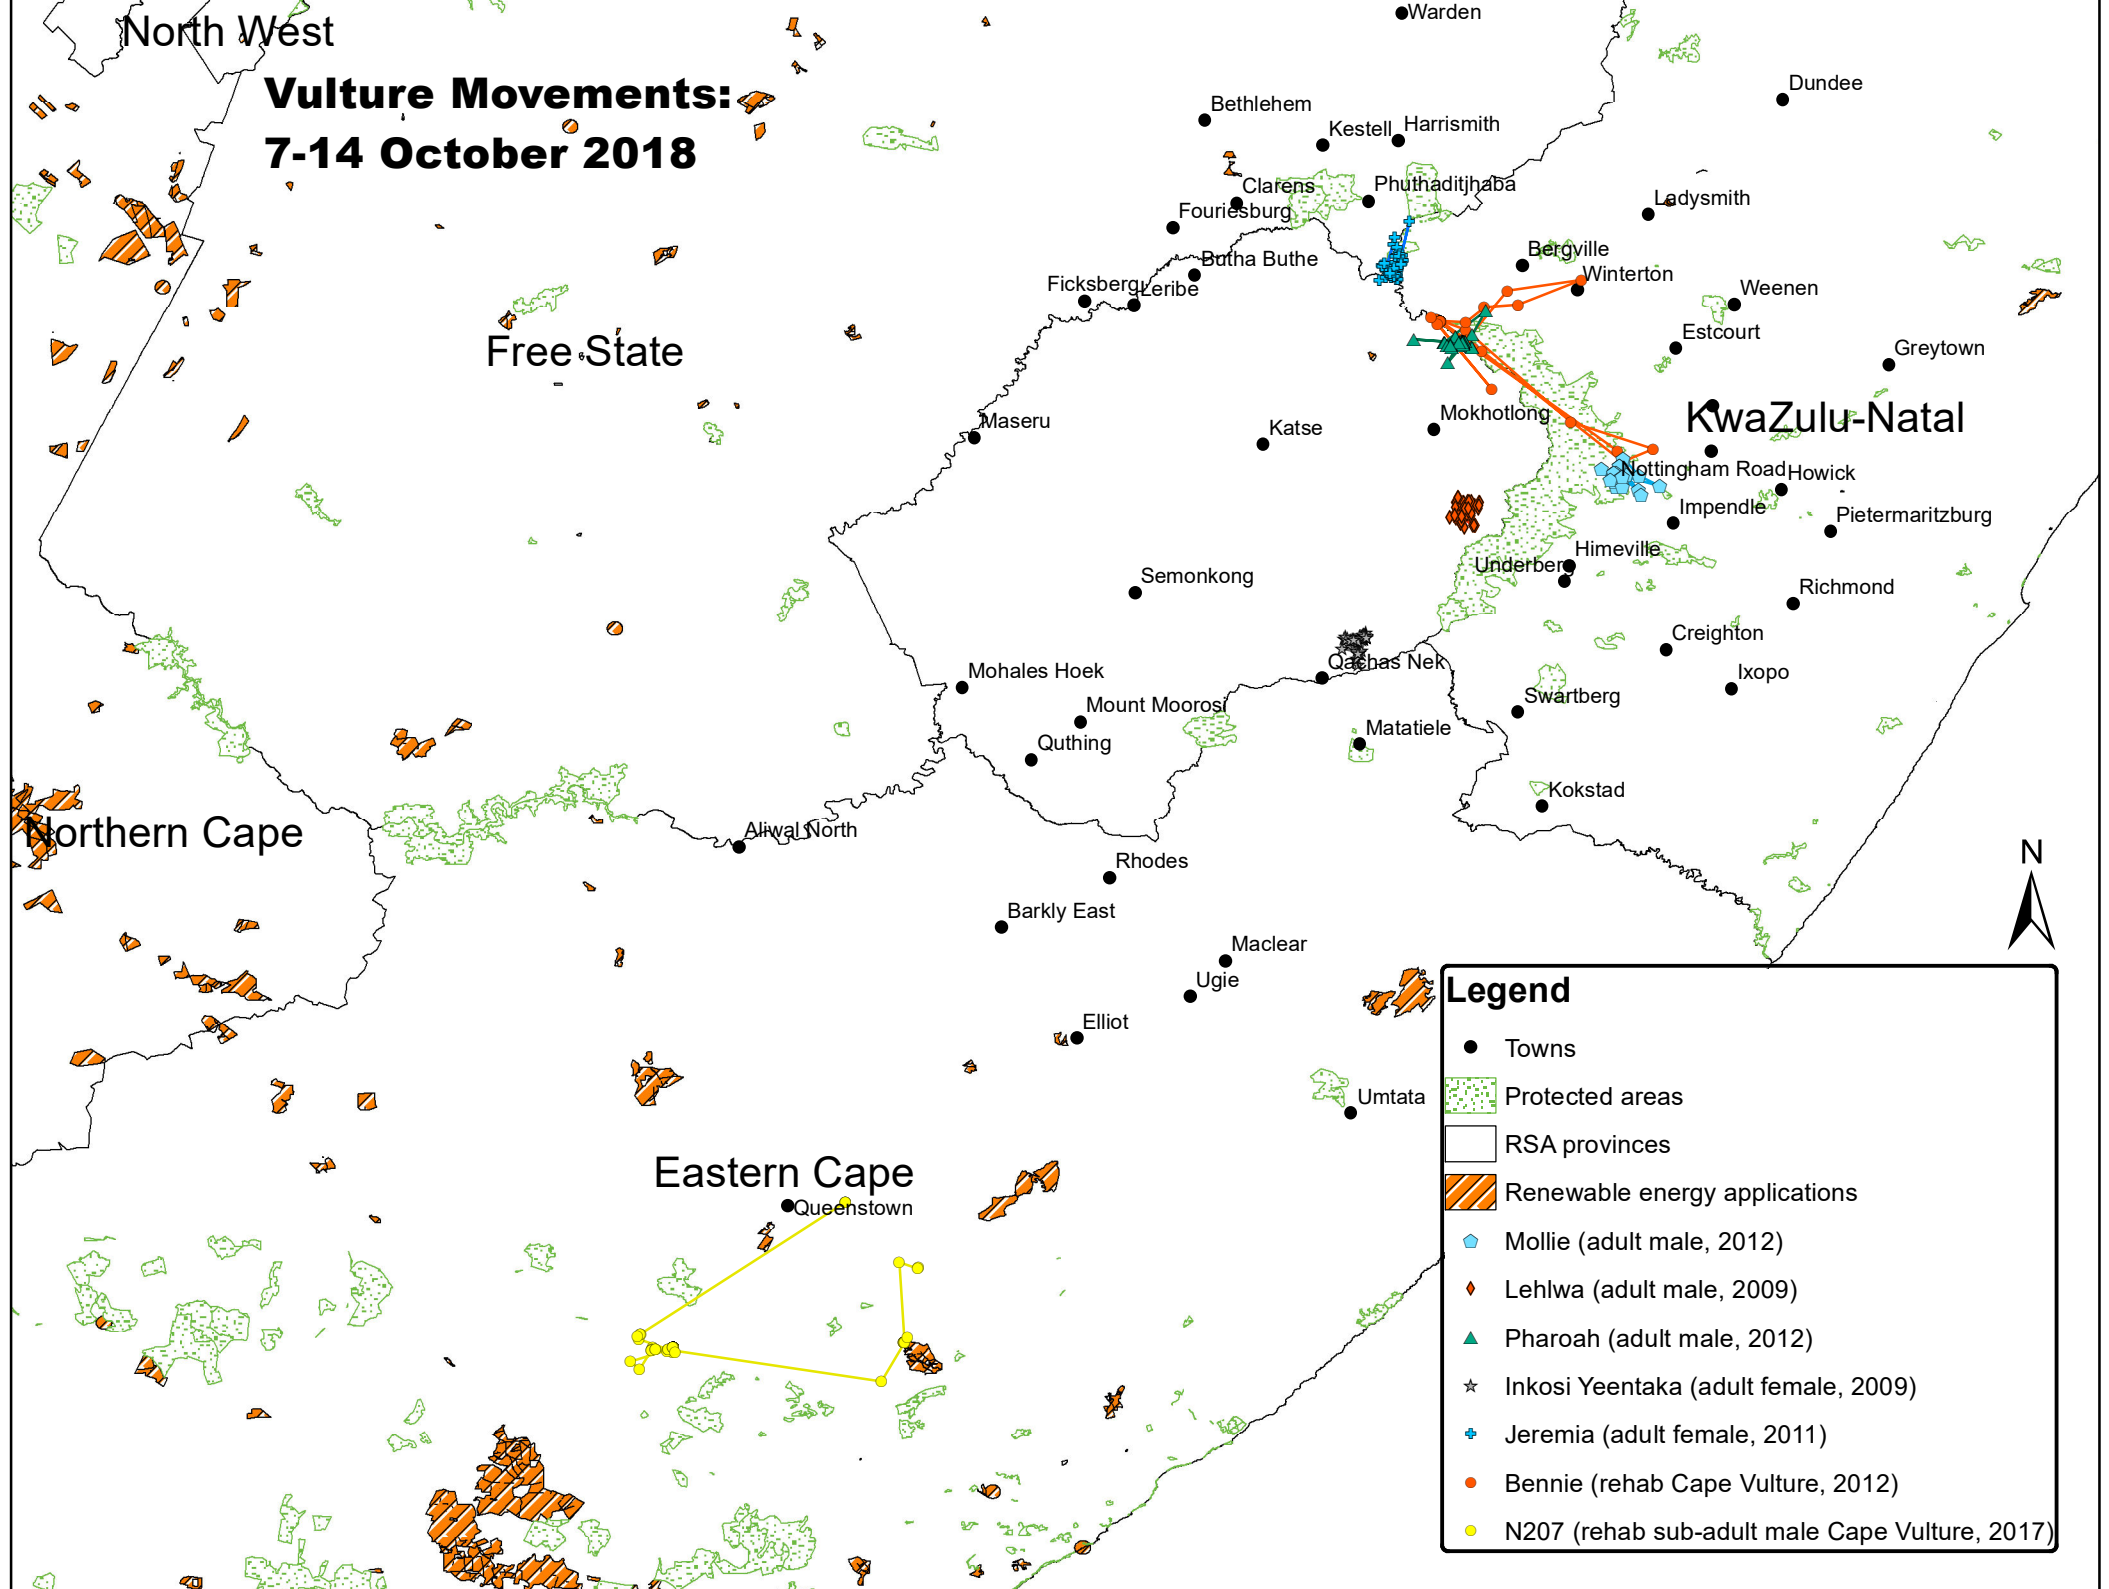 North West
Warden
Vulture Movements:
7-14 October 2018
Dundee
Bethlehem
Kestell
Harrismith
Clarens
Phuthaditjhaba
Ladysmith
Fouriesburg
Bergville
Butha Buthe
Winterton
Ficksberg
Leribe
Weenen
Free State
Estcourt
Greytown
Maseru
Katse
Mokhotlong
KwaZulu-Natal
Nottingham Road
Howick
Impendle
Pietermaritzburg
Himeville
Underberg
Semonkong
Richmond
Creighton
Qachas Nek
Mohales Hoek
Ixopo
Mount Moorosi
Swartberg
Quthing
Matatiele
Kokstad
Northern Cape
Aliwal North
Rhodes
N
Barkly East
Maclear
Ugie
Elliot
Umtata
Eastern Cape
Queenstown
Legend
Towns
Protected areas
RSA provinces
Renewable energy applications
Mollie (adult male, 2012)
Lehlwa (adult male, 2009)
Pharoah (adult male, 2012)
Inkosi Yeentaka (adult female, 2009)
Jeremia (adult female, 2011)
Bennie (rehab Cape Vulture, 2012)
N207 (rehab sub-adult male Cape Vulture, 2017)